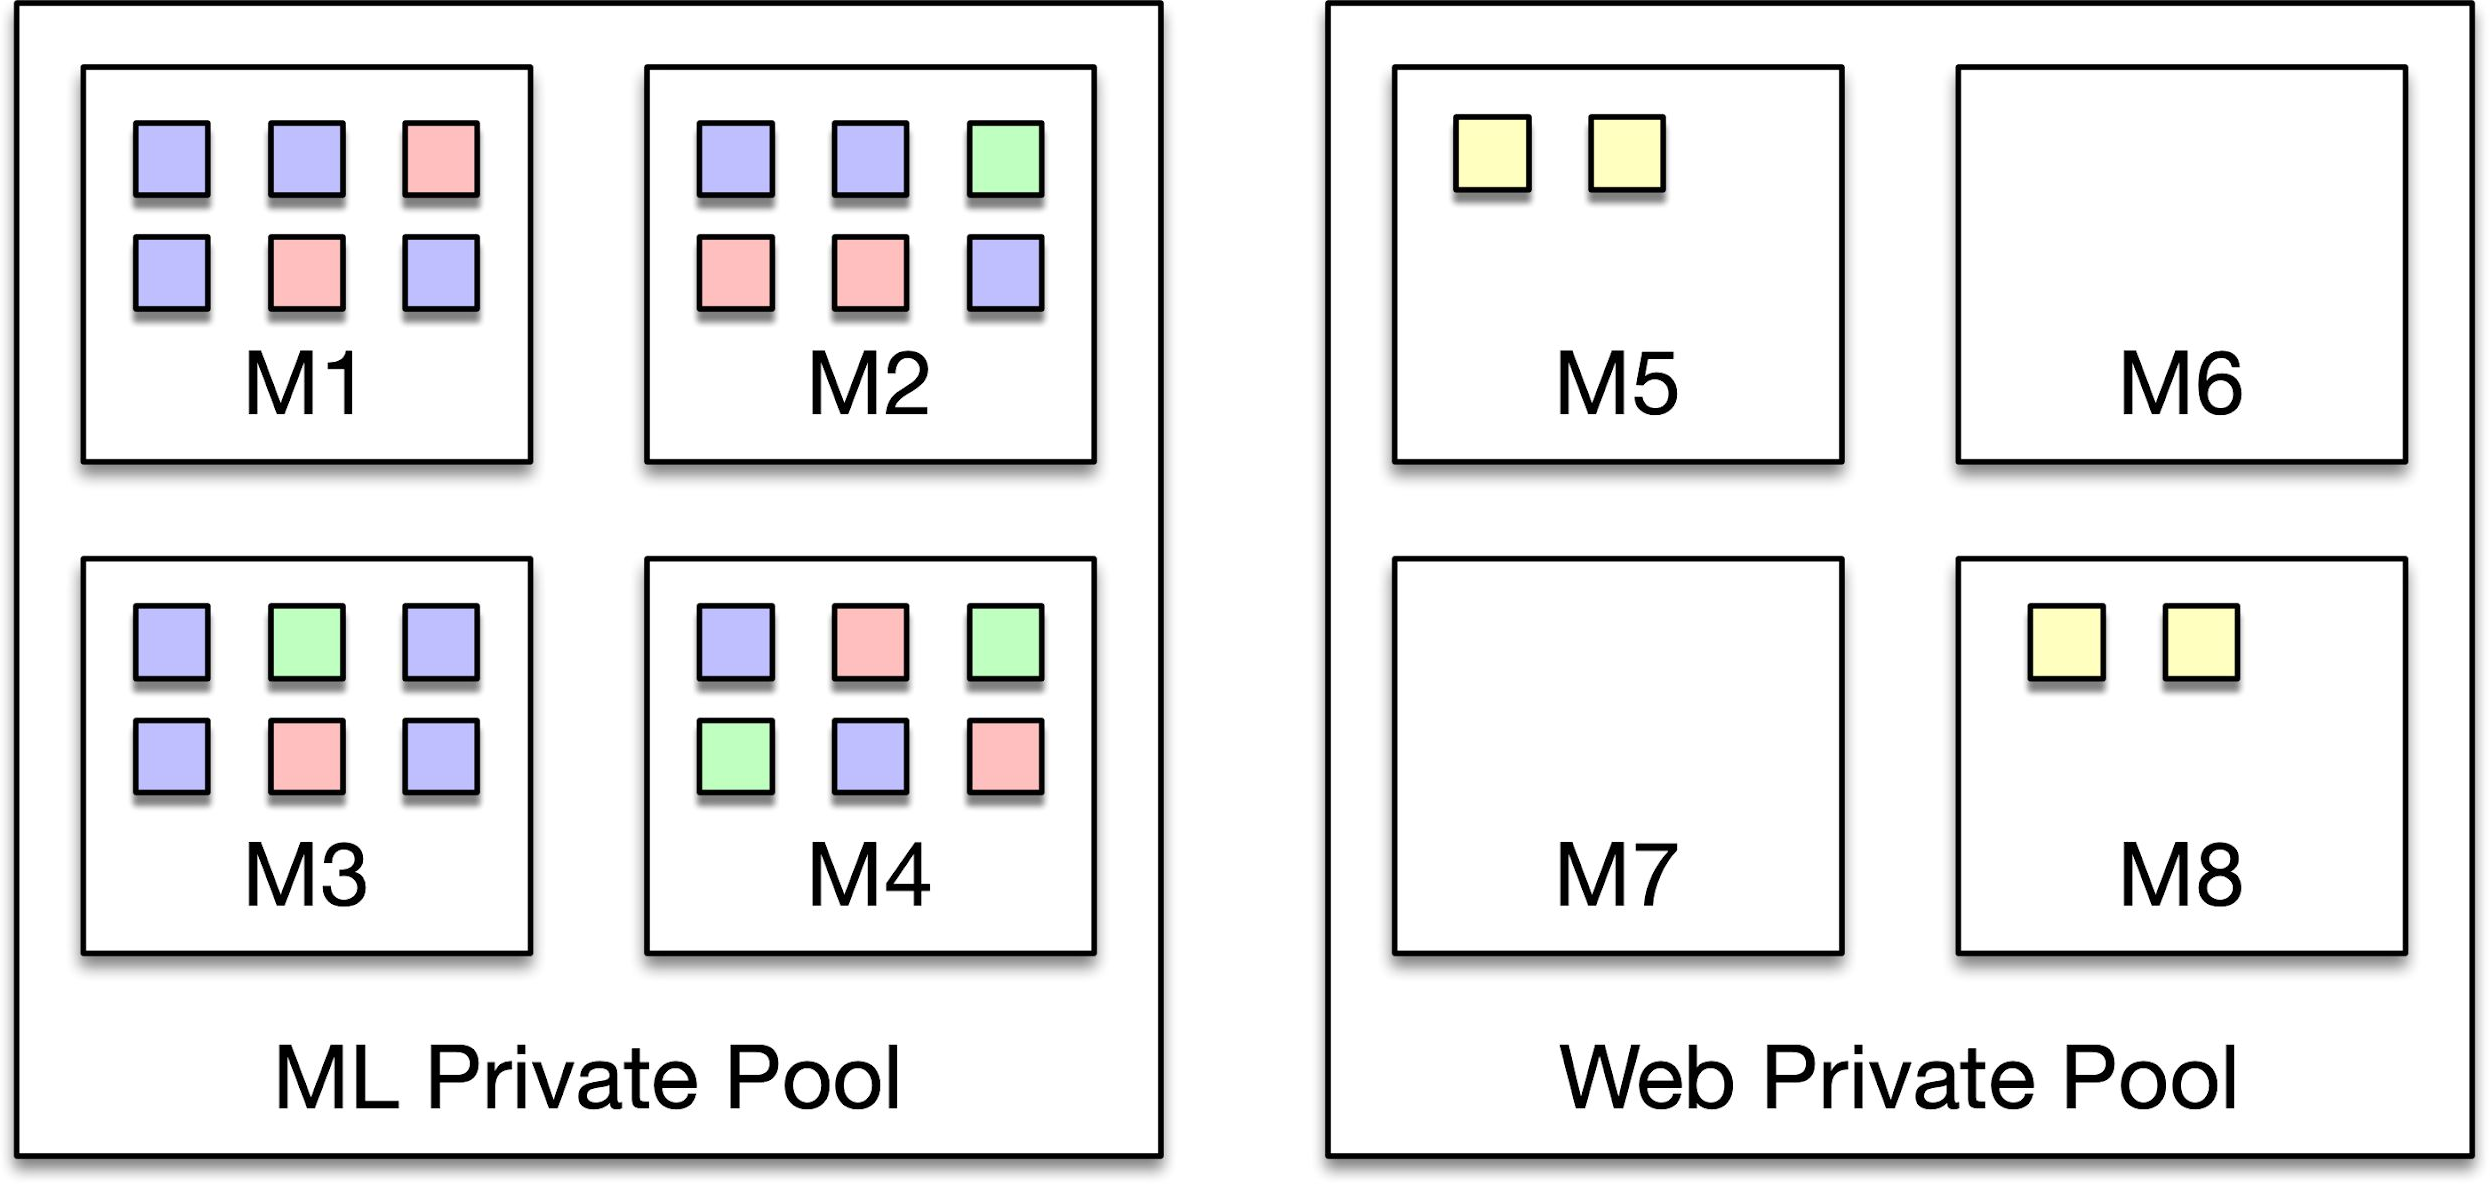 M1
M2
M3
M4
ML Private Pool
M5
M6
M7
M8
Web Private Pool